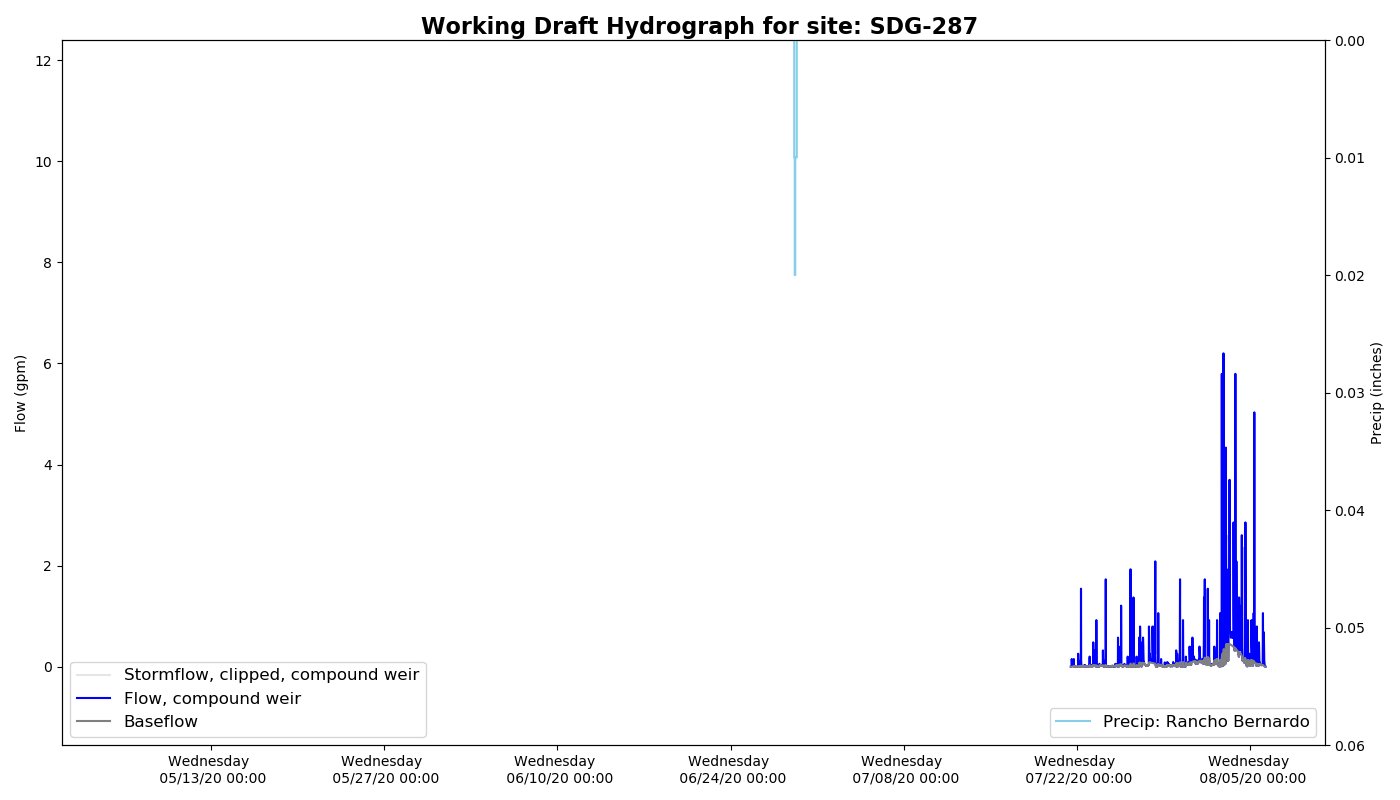 Working Draft Hydrograph for site: SDG-287
12
10
8
6
4
2
0
Flow (gpm)
0.00
0.01
0.02
0.03
0.04
0.05
0.06
Precip (inches)
Stormflow, clipped, compound weir
Flow, compound weir
Baseflow
Precip: Rancho Bernardo
Wednesday
05/13/20 00:00
Wednesday
05/27/20 00:00
Wednesday
06/10/20 00:00
Wednesday
06/24/20 00:00
Wednesday
07/08/20 00:00
Wednesday
07/22/20 00:00
Wednesday
08/05/20 00:00